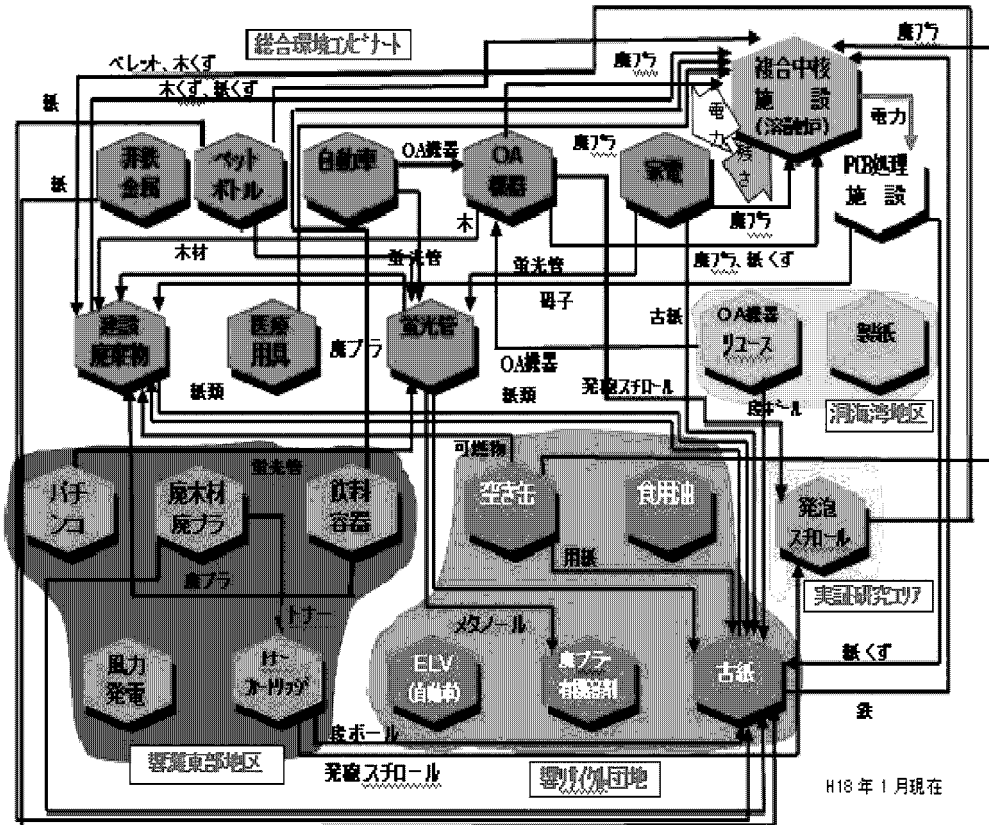 総合環境コンビナート
廃プラ
ペレット、木くず
木くず、紙くず
廃プラ
複合中核
施設
(溶融炉)
紙
電力
電力
残さ
非鉄
金属
ペット
ボトル
自動車
OA機器
OA
機器
廃プラ
家電
PCB処理
施設
紙
木
廃プラ
木材
蛍光管
蛍光管
廃プラ、紙くず
碍子
建設
廃棄物
医療
用具
廃プラ
蛍光管
古紙
OA機器
リユース
製紙
OA機器
紙類
紙類
発砲スチロール
段ボール
洞海湾地区
可燃物
蛍光管
パチ
ンコ
廃木材
廃プラ
飲料
容器
空き缶
食用油
発泡
スチロール
廃プラ
用紙
実証研究エリア
トナー
メタノール
風力
発電
トナー
カートリッジ
ELV
(自動車)
廃プラ・
有機溶剤
古紙
紙くず
鉄
段ボール
響灘東部地区
発砲スチロール
響リサイクル団地
H18年1月現在